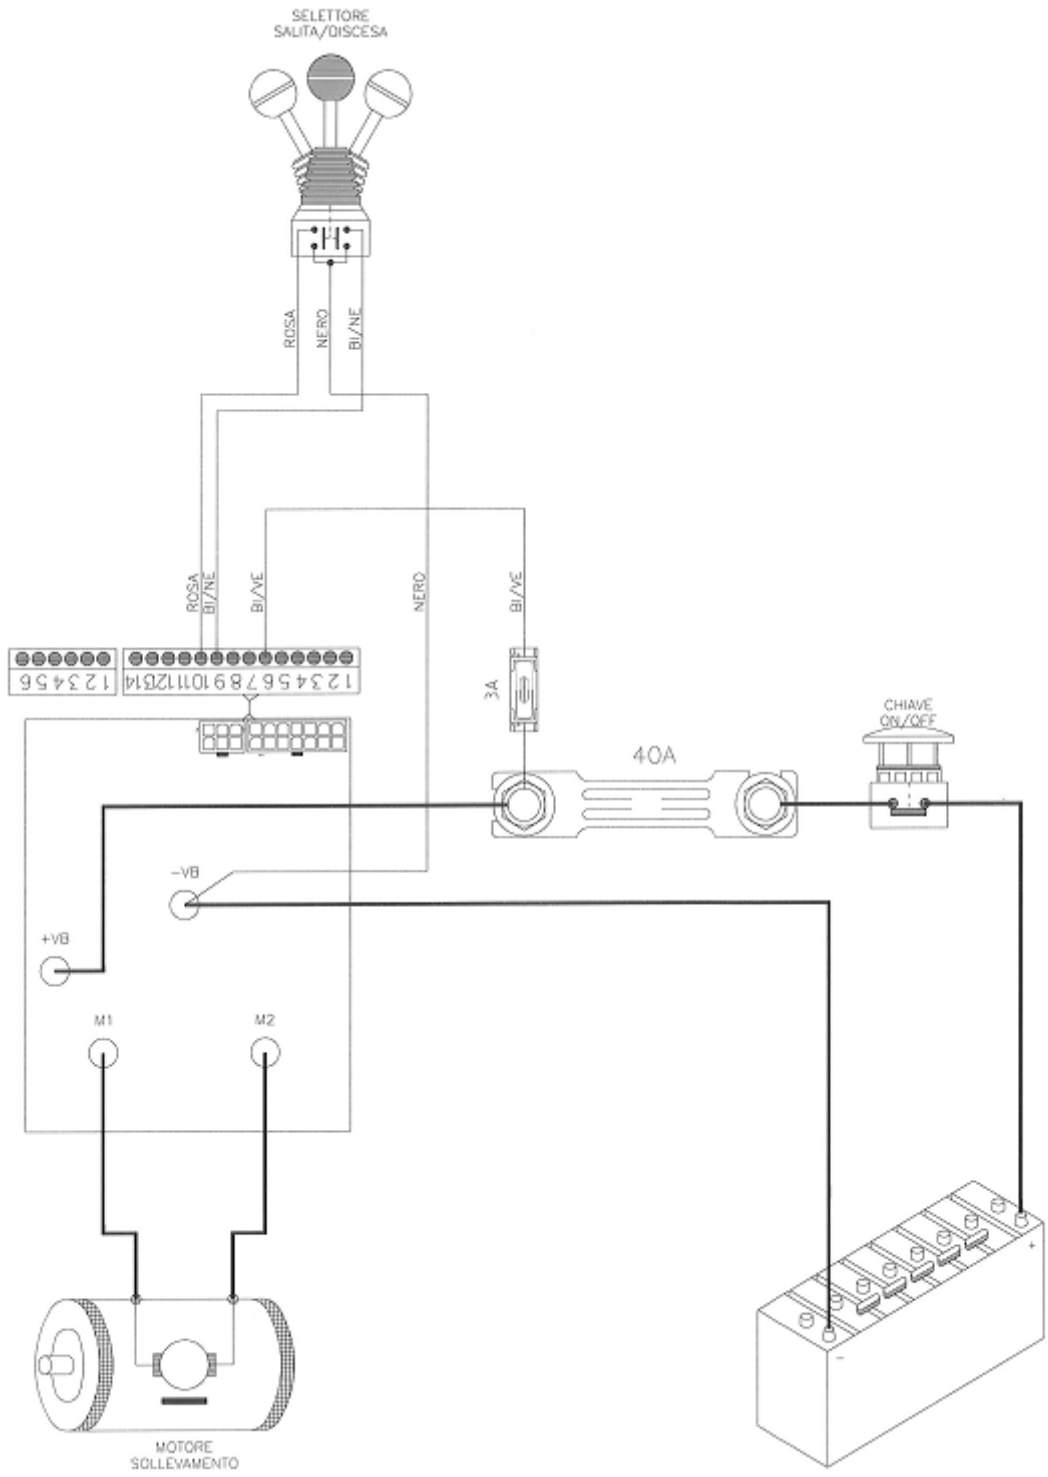 SELETTORE
SALITA/DISCESA
ROSA
NERO
BI/NE
ROSA
BI/NE
BI/VE
NERO
BI/VE
6 5 4 3 2 1
14 13 12 11 10 9 8 7 6 5 4 3 2 1
3A
40A
CHIAVE
ON/OFF
-VB
+VB
M1
M2
+
-
MOTORE
SOLLEVAMENTO